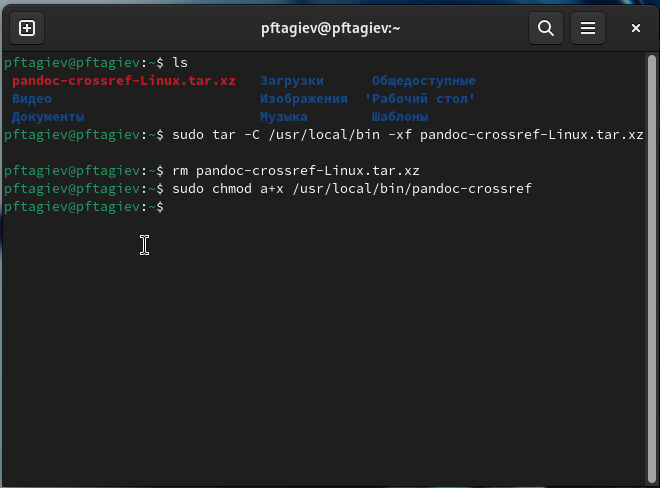 pftagiev@pftagiev:~
pftagiev@pftagiev:~$ ls
pandoc-crossref-Linux.tar.xz Загрузки Общедоступные
Видео Изображения 'Рабочий стол'
Документы Музыка Шаблоны
pftagiev@pftagiev:~$ sudo tar -C /usr/local/bin -xf pandoc-crossref-Linux.tar.xz
pftagiev@pftagiev:~$ rm pandoc-crossref-Linux.tar.xz
pftagiev@pftagiev:~$ sudo chmod a+x /usr/local/bin/pandoc-crossref
pftagiev@pftagiev:~$